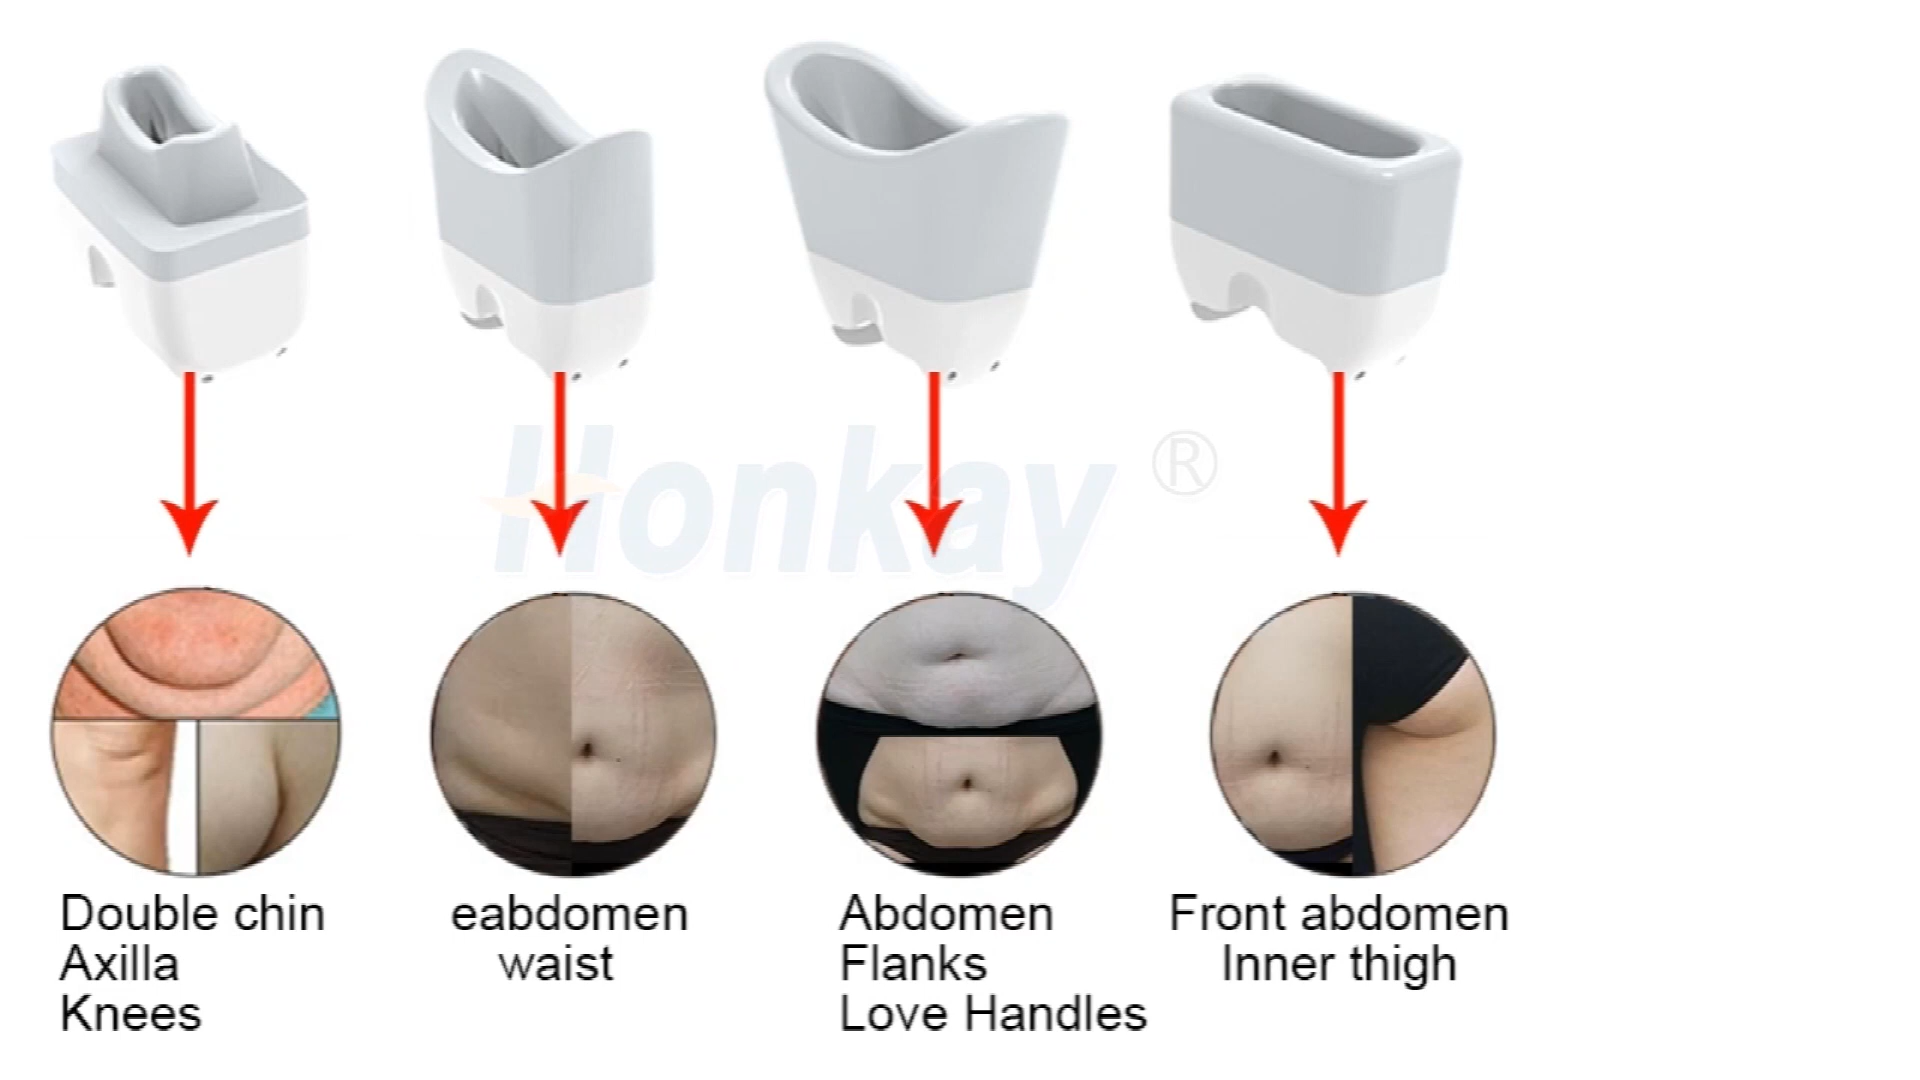 Honkay ®
Double chin
Axilla
Knees
eabdomen
waist
Abdomen
Flanks
Love Handles
Front abdomen
Inner thigh